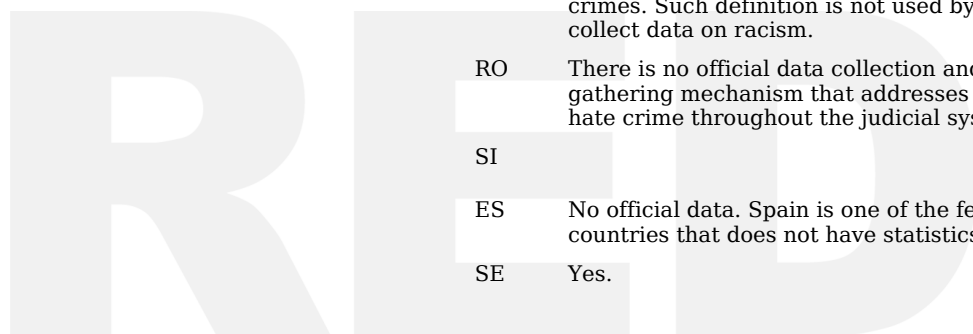 crimes. Such definition is not used by
collect data on racism.
RO There is no official data collection and
gathering mechanism that addresses
hate crime throughout the judicial
SI
ES No official data. Spain is one of the
countries that does not have statistics
SE Yes.
RED